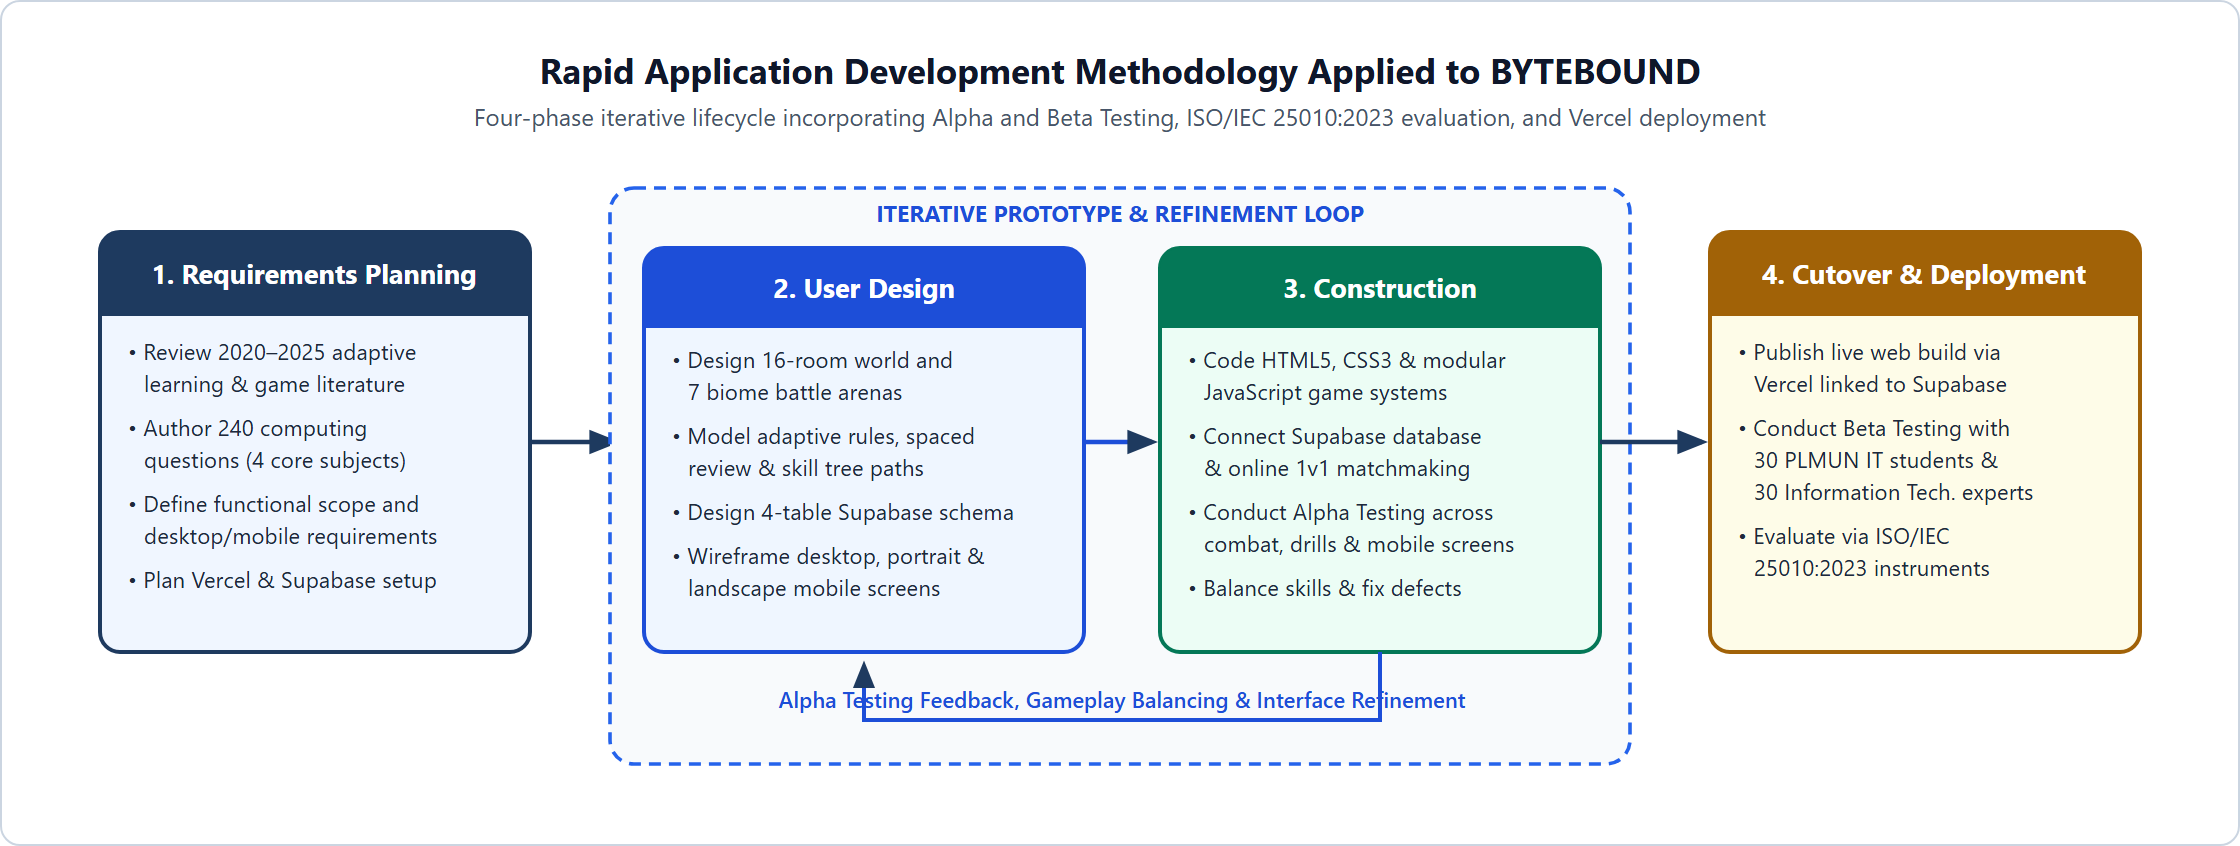 Rapid Application Development Methodology Applied to BYTEBOUND
Four-phase iterative lifecycle incorporating Alpha and Beta Testing, ISO/IEC 25010:2023 evaluation, and Vercel deployment
1. Requirements Planning
• Review 2020–2025 adaptive
learning & game literature
• Author 240 computing
questions (4 core subjects)
• Define functional scope and
desktop/mobile requirements
• Plan Vercel & Supabase setup
ITERATIVE PROTOTYPE & REFINEMENT LOOP
2. User Design
• Design 16-room world and
7 biome battle arenas
• Model adaptive rules, spaced
review & skill tree paths
• Design 4-table Supabase schema
• Wireframe desktop, portrait &
landscape mobile screens
3. Construction
• Code HTML5, CSS3 & modular
JavaScript game systems
• Connect Supabase database
& online 1v1 matchmaking
• Conduct Alpha Testing across
combat, drills & mobile screens
• Balance skills & fix defects
Alpha Testing Feedback, Gameplay Balancing & Interface Refinement
4. Cutover & Deployment
• Publish live web build via
Vercel linked to Supabase
• Conduct Beta Testing with
30 PLMUN IT students &
30 Information Tech. experts
• Evaluate via ISO/IEC
25010:2023 instruments